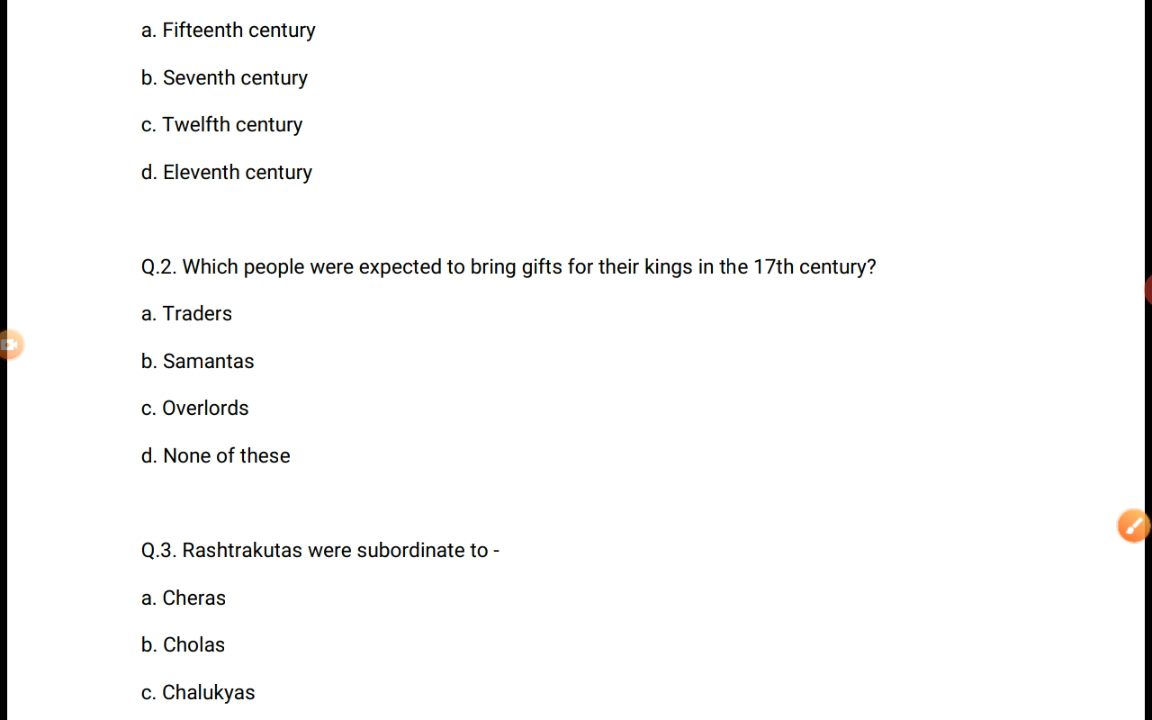 a. Fifteenth century
b. Seventh century
c. Twelfth century
d. Eleventh century
Q.2. Which people were expected to bring gifts for their kings in the 17th century?
a. Traders
b. Samantas
c. Overlords
d. None of these
Q.3. Rashtrakutas were subordinate to -
a. Cheras
b. Cholas
c. Chalukyas